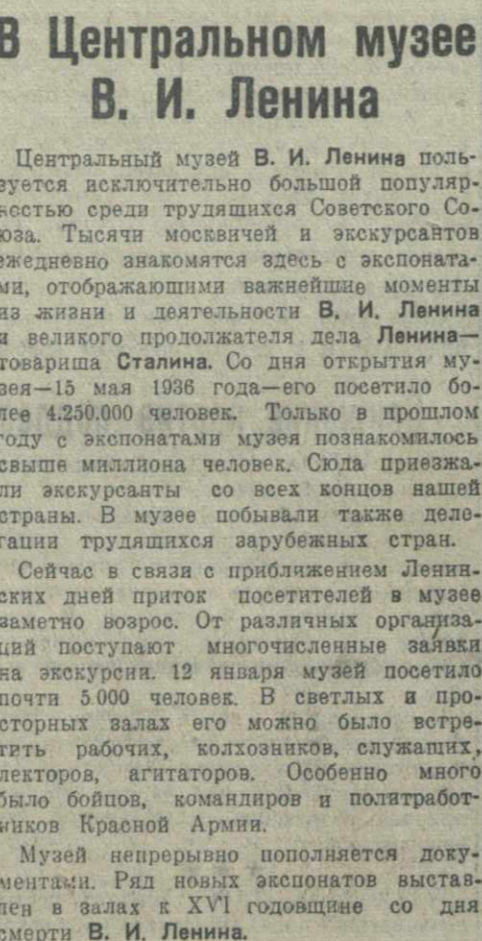 В Центральном музее
В. И. Ленина
Центральный музей В. И. Ленина поль-
зуется исключительно большой популяр-
ностью среди трудящихся Советского Со-
юза. Тысячи москвичей и экскурсантов
ежедневно знакомятся здесь с экспоната-
ми, отображающими важнейшие моменты
из жизни и деятельности В. И. Ленина
и великого продолжателя дела Ленина—
товарища Сталина. Со дня открытия му-
зея—15 мая 1936 года—его посетило бо-
лее 4.250.000 человек. Только в прошлом
году с экспонатами музея познакомилось
свыше миллиона человек. Сюда приезжа-
ли экскурсанты со всех концов нашей
страны. В музее побывали также деле-
гации трудящихся зарубежных стран.
Сейчас в связи с приближением Ленин-
ских дней приток посетителей в музее
заметно возрос. От различных организа-
ций поступают многочисленные заявки
на экскурсии. 12 января музей посетило
почти 5.000 человек. В светлых и про-
сторных залах его можно было встре-
тить рабочих, колхозников, служащих,
лекторов, агитаторов. Особенно много
было бойцов, командиров и политработ-
ников Красной Армии.
Музей непрерывно пополняется доку-
ментами. Ряд новых экспонатов выстав-
лен в залах к XVI годовщине со дня
смерти В. И. Ленина.